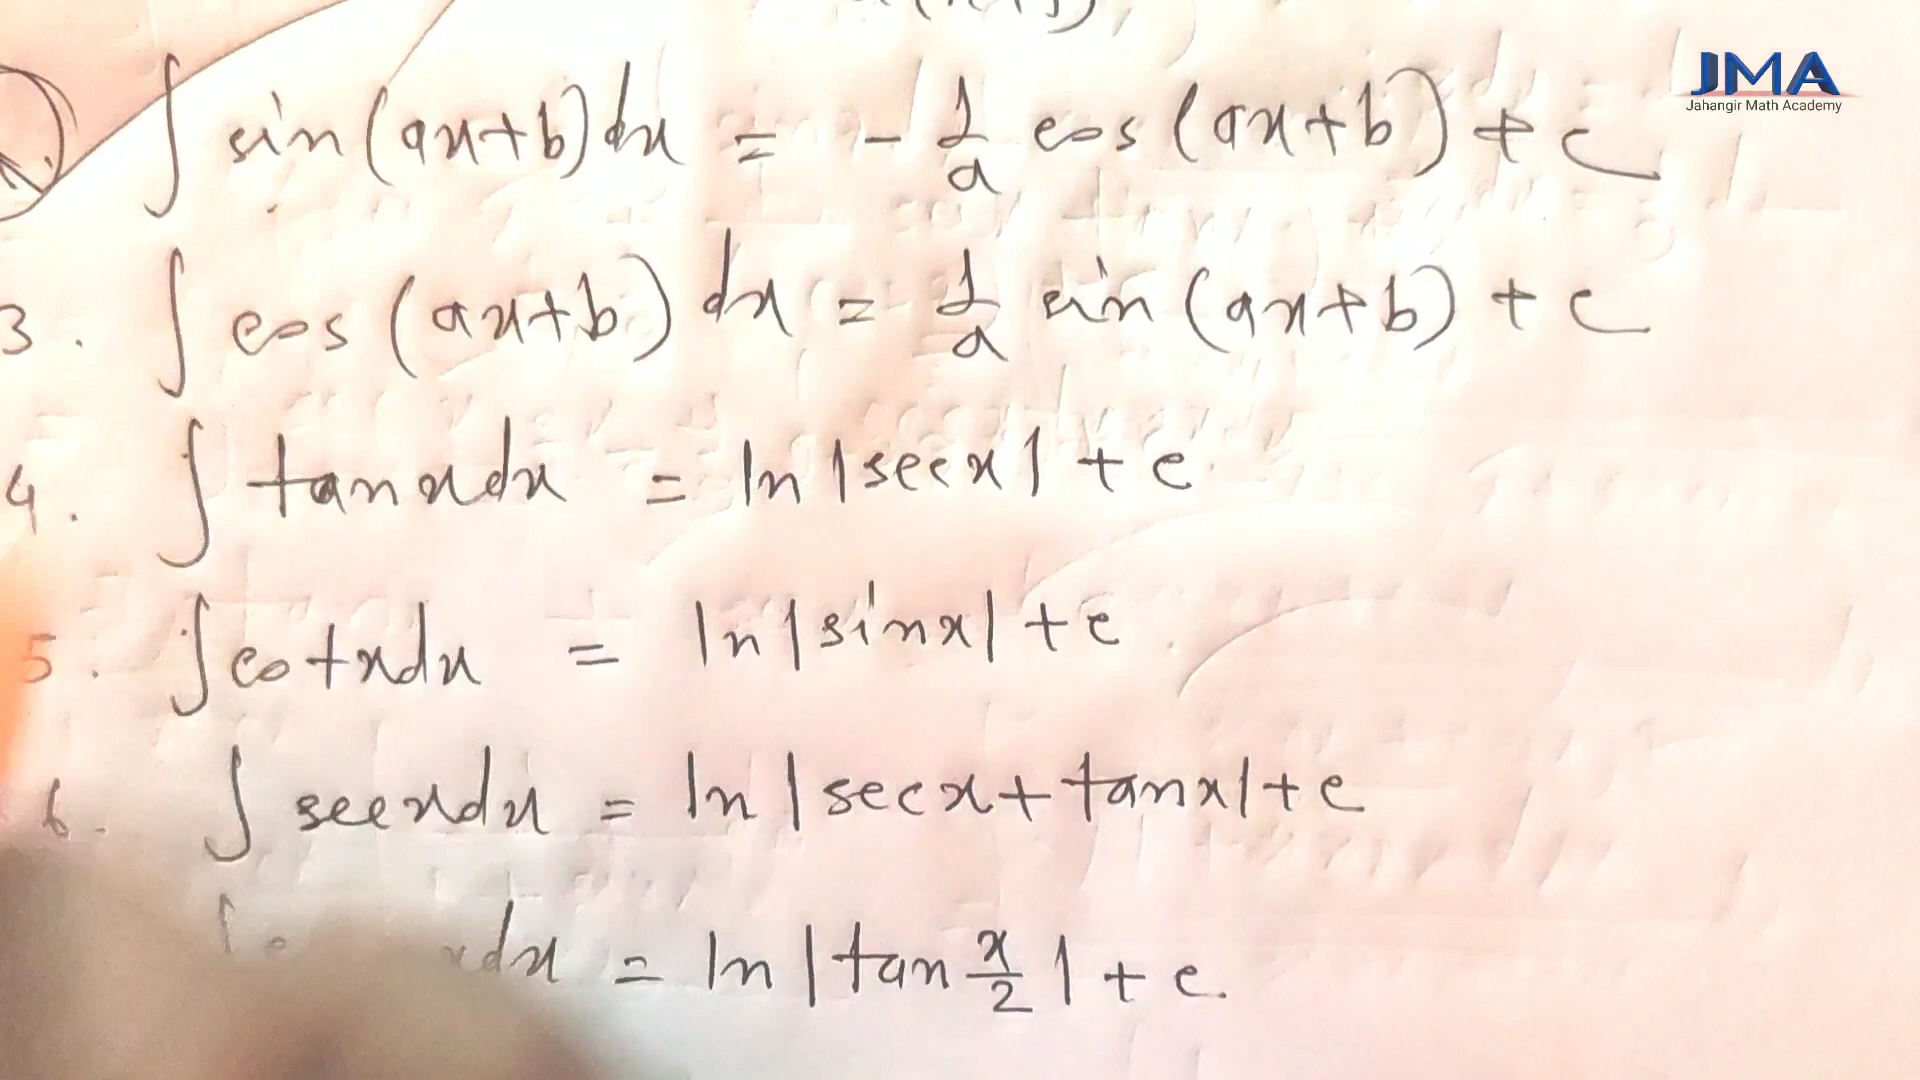 JMA
Jahangir Math Academy
∫ sin(ax+b)dx = - 1/a cos(ax+b) + c
3. ∫ cos(ax+b) dx = 1/a sin(ax+b) + c
4. ∫ tanxdx = ln|secx| + c
5. ∫cotxdx = ln|sinx| + c
6. ∫ secxdx = ln|secx+tanx| + c
xdx = ln|tan x/2| + c